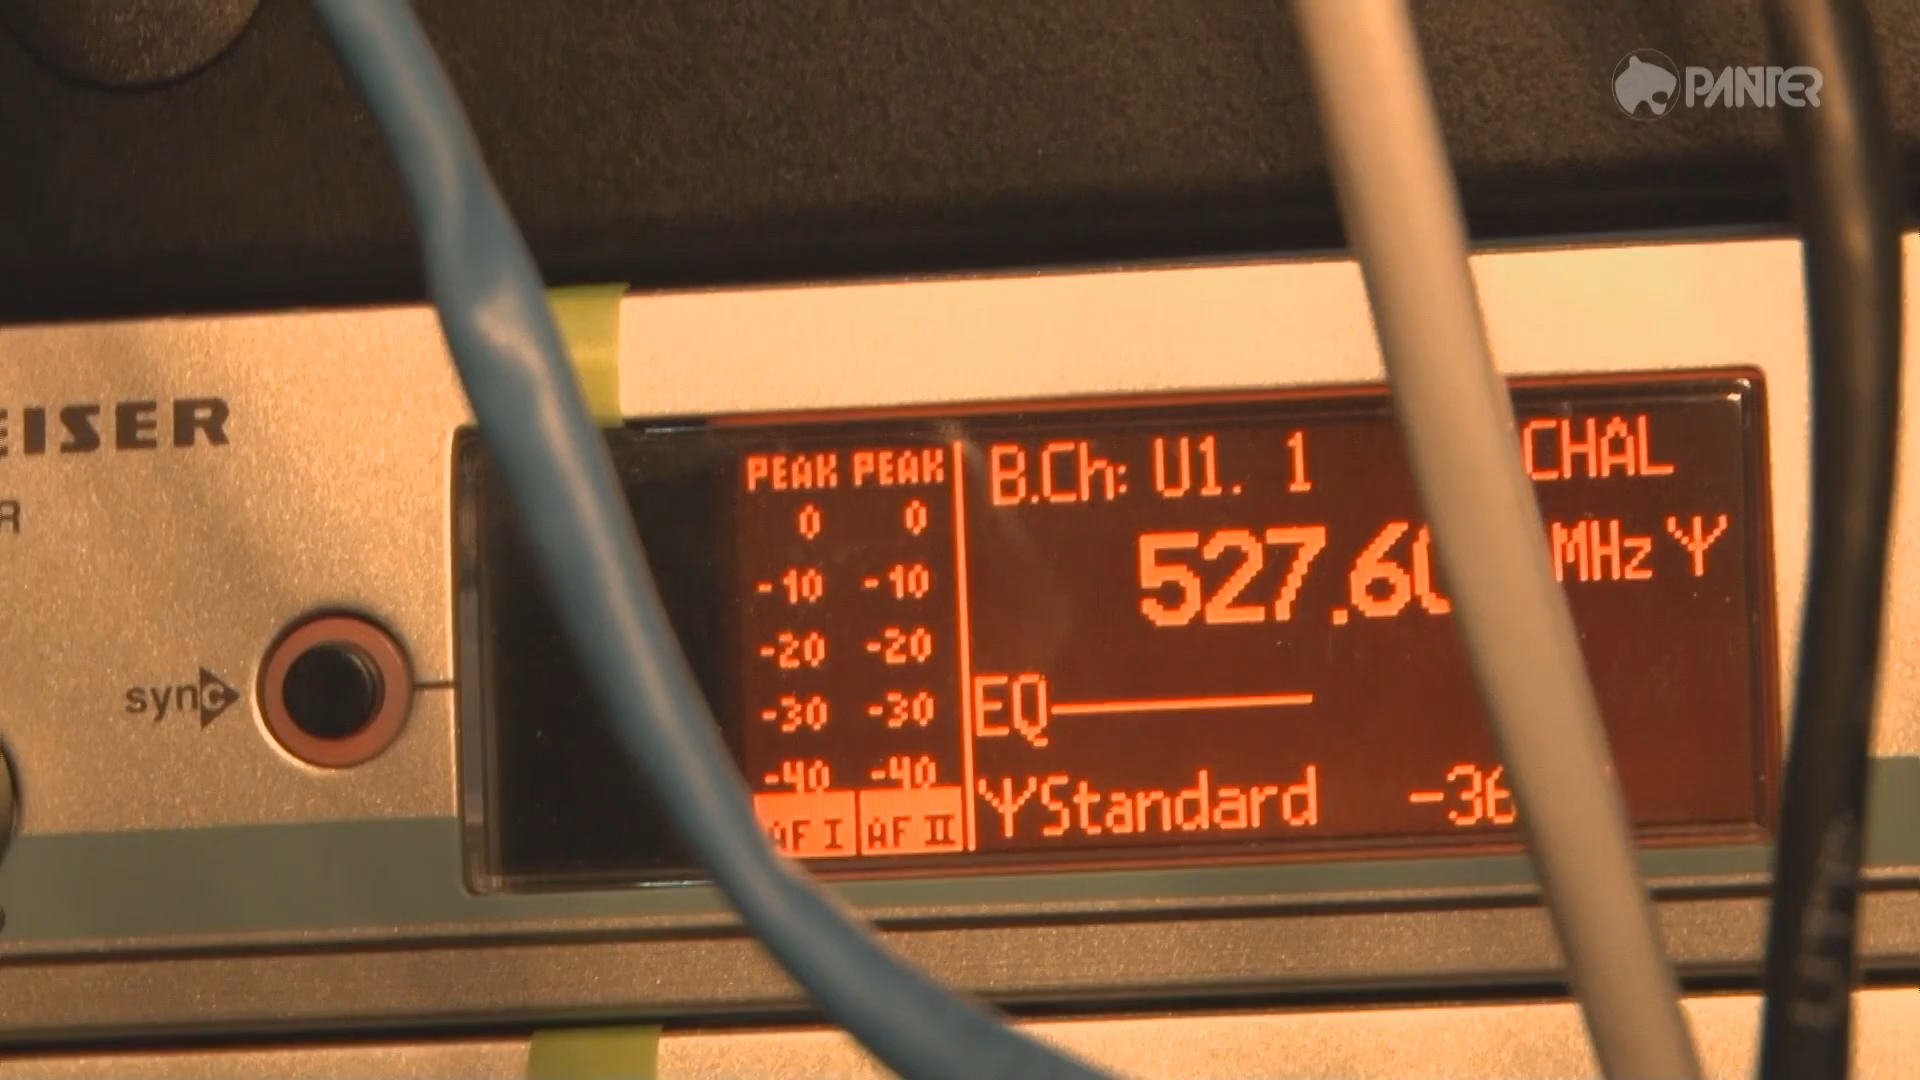 PANTER
EISER
R
sync
PEAK PEAK
0 0
-10 -10
-20 -20
-30 -30
-40 -40
AF I AF II
B.Ch: U1. 1 CHAL
527.6 MHz
EQ
Standard -36